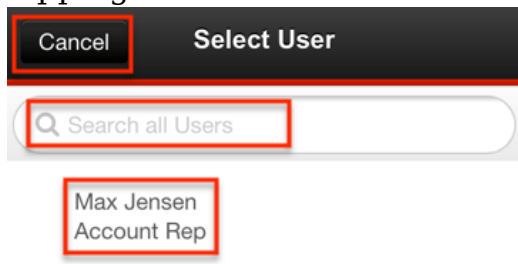 Cancel
Select User
Search all Users
Max Jensen
Account Rep